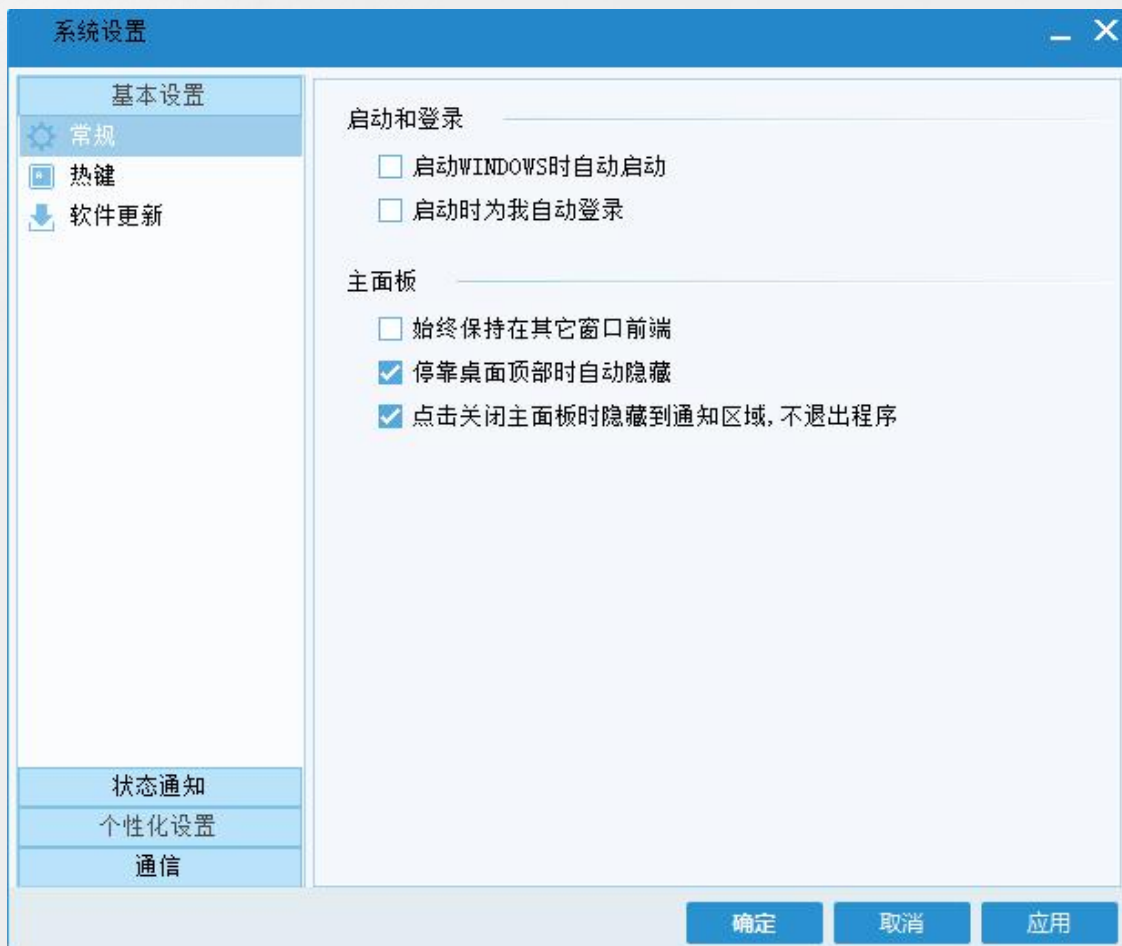 系统设置
基本设置
常规
热键
软件更新
状态通知
个性化设置
通信
启动和登录
启动WINDOWS时自动启动
启动时为我自动登录
主面板
始终保持在其它窗口前端
停靠桌面顶部时自动隐藏
点击关闭主面板时隐藏到通知区域,不退出程序
确定
取消
应用